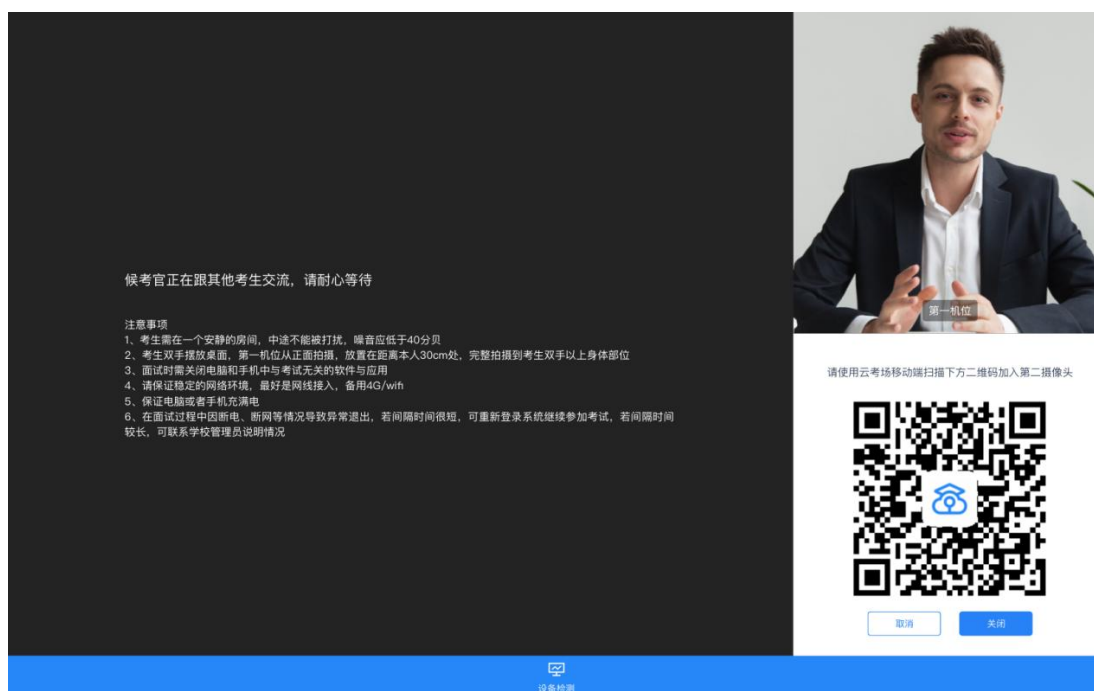 候考官正在跟其他考生交流，请耐心等待
注意事项
1、考生需在一个安静的房间，中途不能被打扰，噪音应低于40分贝
2、考生双手摆放桌面，第一机位从正面拍摄，放置在距离本人30cm处，完整拍摄到考生双手以上身体部位
3、面试时需关闭电脑和手机中与考试无关的软件与应用
4、请保证稳定的网络环境，最好是网线接入，备用4G/wifi
5、保证电脑或者手机充满电
6、在面试过程中因断电、断网等情况导致异常退出，若间隔时间很短，可重新登录系统继续参加考试，若间隔时间
较长，可联系学校管理员说明情况
第一机位
请使用云考场移动端扫描下方二维码加入第二摄像头
取消
关闭
设备检测